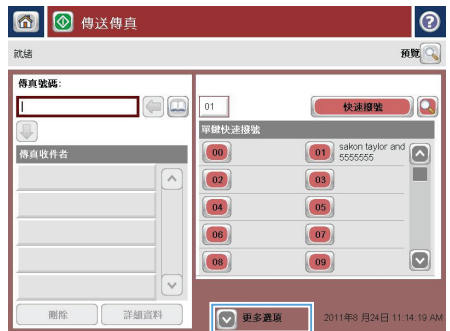 傳送傳真
就緒
預覽
傳真號碼:
01
快速撥號
單鍵快速撥號
傳真收件者
00
01 sakon taylor and
5555555
02
03
04
05
06
07
08
09
刪除
詳細資料
更多選項
2011年8 月24日 11:14:19 AM